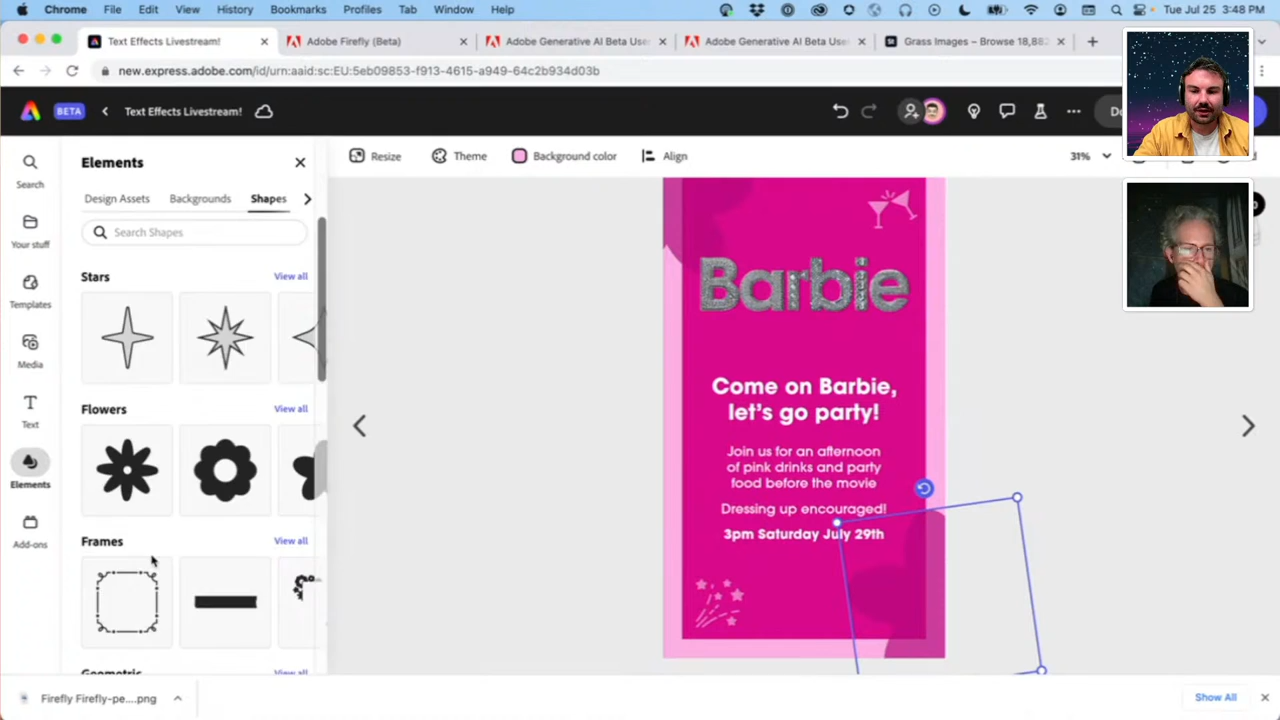 Chrome File Edit View History Bookmarks Profiles Tab Window Help Tue Jul 25 3:48 PM
Text Effects Livestream! Adobe Firefly (Beta) Adobe Generative AI Beta Use Adobe Generative AI Beta Use Grass Images – Browse 18,88
new.express.adobe.com/id/urn:aaid:sc:EU:5eb09853-f913-4615-a949-64c2b934d03b
BETA Text Effects Livestream!
Search
Your stuff
Templates
Media
Text
Elements
Add-ons
Elements
Design Assets Backgrounds Shapes
Search Shapes
Stars View all
Flowers View all
Frames View all
Geometric View all
Resize Theme Background color Align 31%
Barbie
Come on Barbie,
let's go party!
Join us for an afternoon
of pink drinks and party
food before the movie
Dressing up encouraged!
3pm Saturday July 29th
Firefly Firefly-pe....png Show All